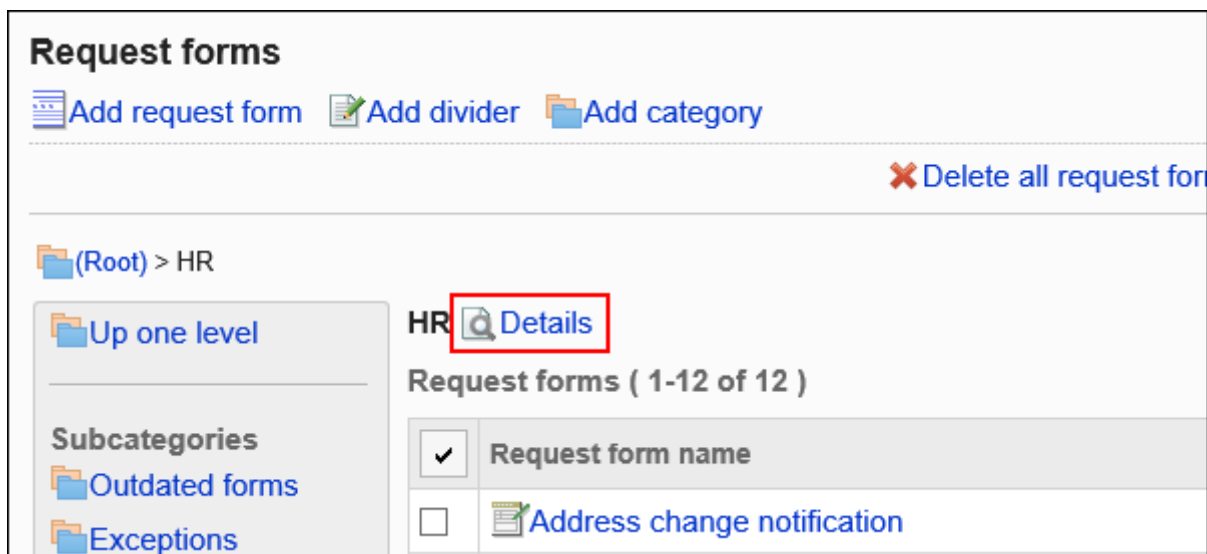 Request forms
Add request form Add divider Add category
Delete all request for
(Root) > HR
Up one level
Subcategories
Outdated forms
Exceptions
HR Details
Request forms ( 1-12 of 12 )
Request form name
Address change notification